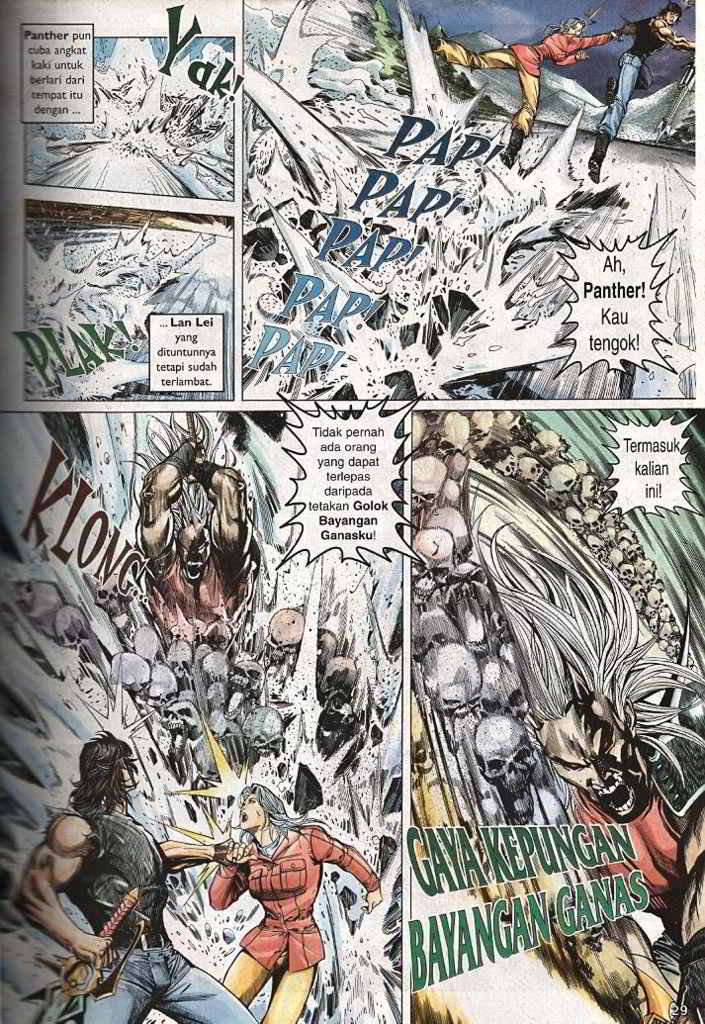 Panther pun
cuba angkat
kaki untuk
berlari dari
tempat itu
dengan ...
Yak!
PAP!
PAP!
PAP!
PAP!
PAP!
Ah,
Panther!
Kau
tengok!
PLAK!
... Lan Lei
yang
dituntunnya
tetapi sudah
terlambat.
KLONG
Tidak pernah
ada orang
yang dapat
terlepas
daripada
tetakan Golok
Bayangan
Ganasku!
Termasuk
kalian
ini!
GAYA KEPUNGAN
BAYANGAN GANAS
29